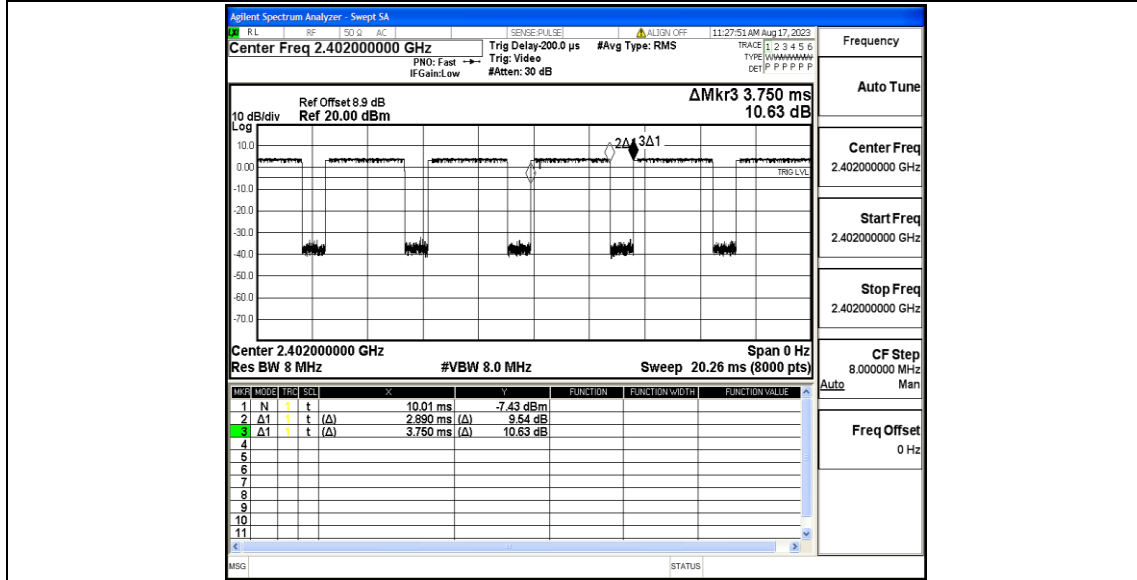 Agilent Spectrum Analyzer - Swept SA
RL RF 50 Ω AC SENSE:PULSE ALIGN OFF 11:27:51 AM Aug 17, 2023
Center Freq 2.402000000 GHz
PNO: Fast
IFGain:Low
Trig Delay-200.0 µs
Trig: Video
#Atten: 30 dB
#Avg Type: RMS
TRACE 1 2 3 4 5 6
TYPE
DET P P P P P P
Ref Offset 8.9 dB
Ref 20.00 dBm
10 dB/div
Log
ΔMkr3 3.750 ms
10.63 dB
10.0
0.00
-10.0
-20.0
-30.0
-40.0
-50.0
-60.0
-70.0
1
2Δ1
3Δ1
TRIG LVL
Center 2.402000000 GHz Span 0 Hz
Res BW 8 MHz #VBW 8.0 MHz Sweep 20.26 ms (8000 pts)
MKR MODE TRC SCL X Y FUNCTION FUNCTION WIDTH FUNCTION VALUE
1 N 1 t 10.01 ms -7.43 dBm
2 Δ1 1 t (Δ) 2.890 ms (Δ) 9.54 dB
3 Δ1 1 t (Δ) 3.750 ms (Δ) 10.63 dB
4
5
6
7
8
9
10
11
MSG STATUS
Frequency
Auto Tune
Center Freq
2.402000000 GHz
Start Freq
2.402000000 GHz
Stop Freq
2.402000000 GHz
CF Step
8.000000 MHz
Auto Man
Freq Offset
0 Hz